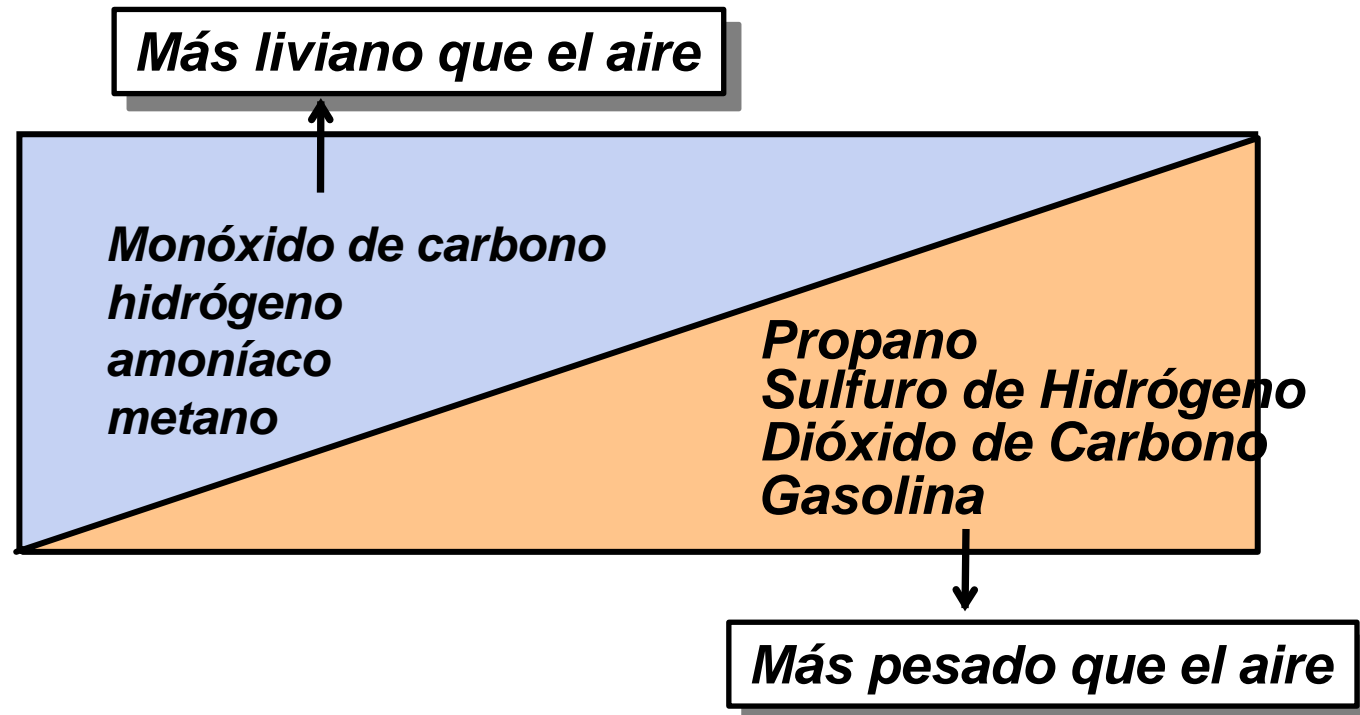 Más liviano que el aire
Monóxido de carbono
hidrógeno
amoníaco
metano
Propano
Sulfuro de Hidrógeno
Dióxido de Carbono
Gasolina
Más pesado que el aire